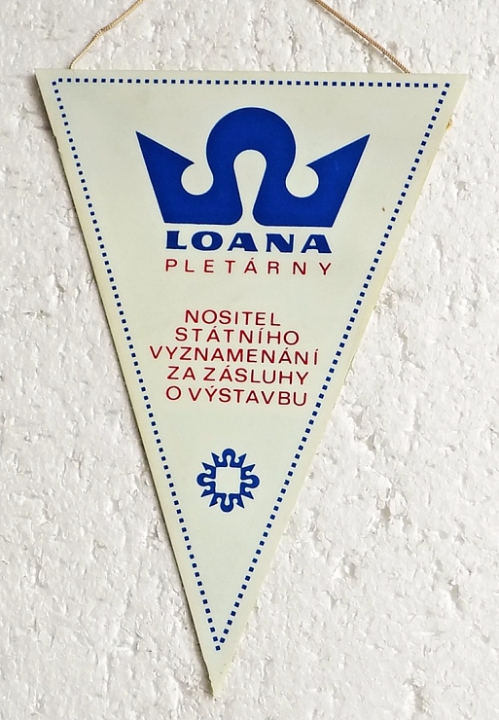 LOANA
PLETÁRNY
NOSITEL
STÁTNÍHO
VYZNAMENÁNÍ
ZA ZÁSLUHY
O VÝSTAVBU